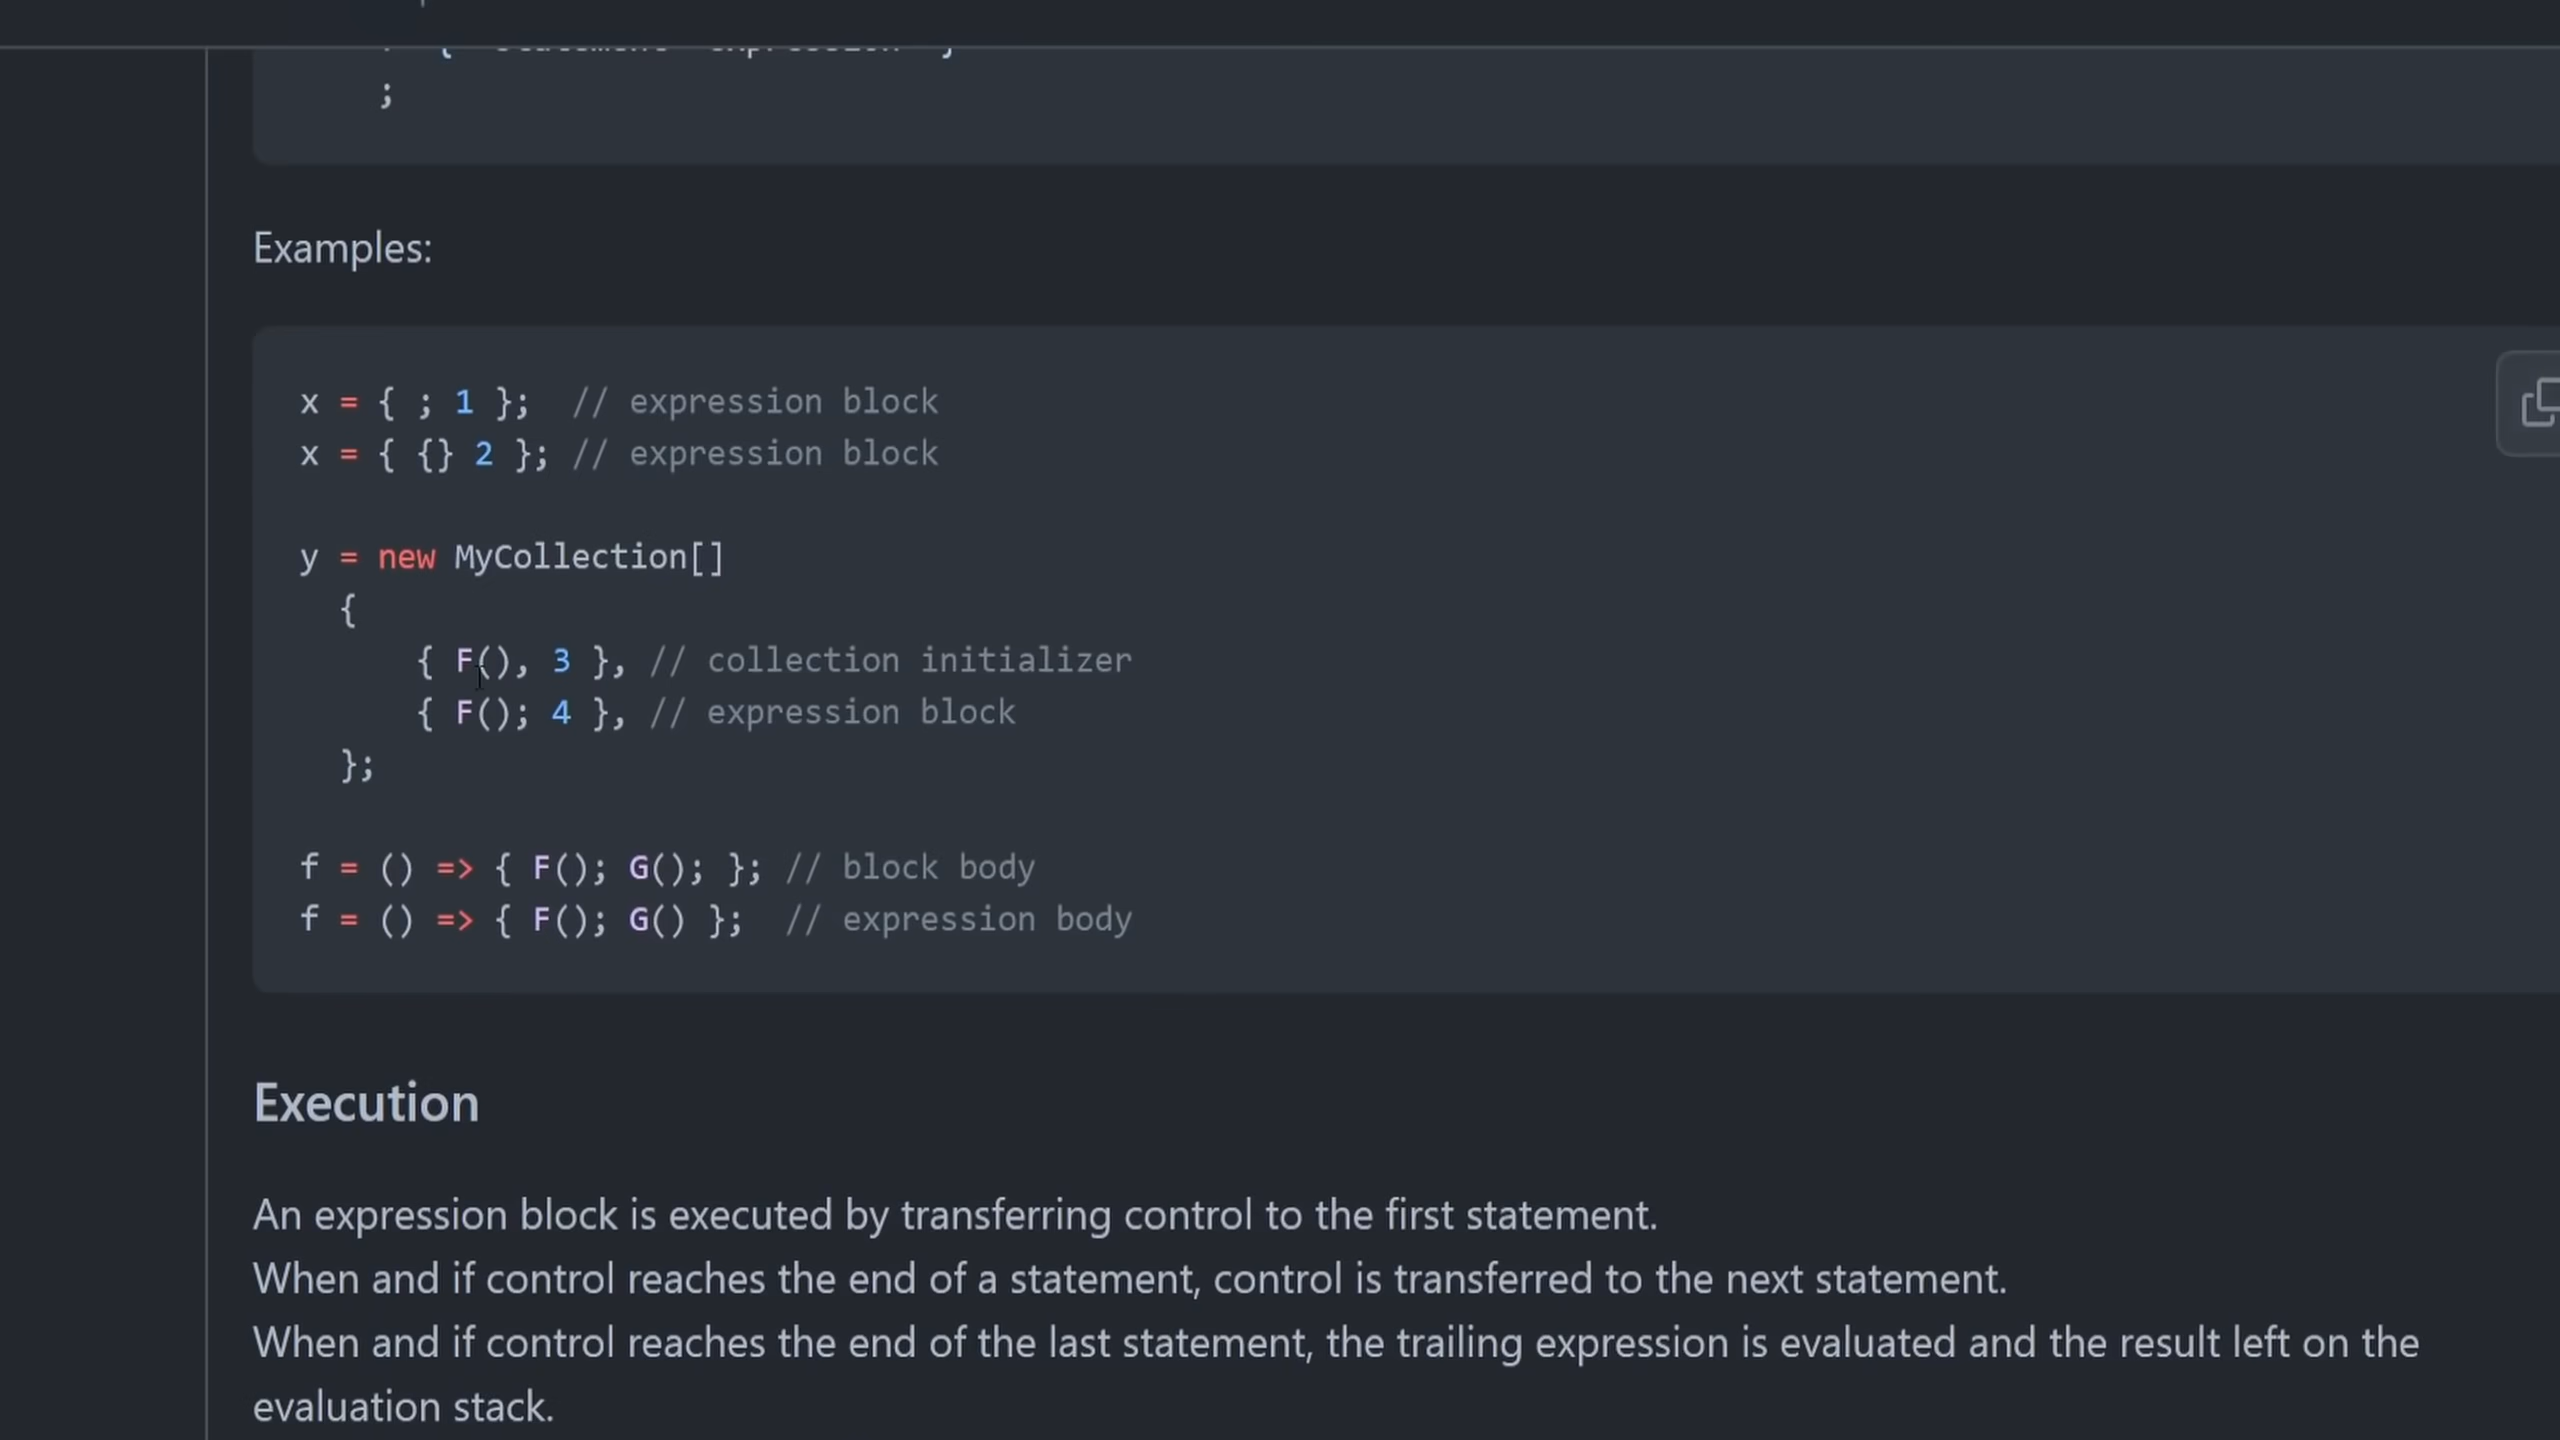 ;
Examples:
x = { ; 1 };  // expression block
x = { {} 2 }; // expression block
y = new MyCollection[]
  {
      { F(), 3 }, // collection initializer
      { F(); 4 }, // expression block
  };
f = () => { F(); G(); }; // block body
f = () => { F(); G() };  // expression body
Execution
An expression block is executed by transferring control to the first statement.
When and if control reaches the end of a statement, control is transferred to the next statement.
When and if control reaches the end of the last statement, the trailing expression is evaluated and the result left on the
evaluation stack.